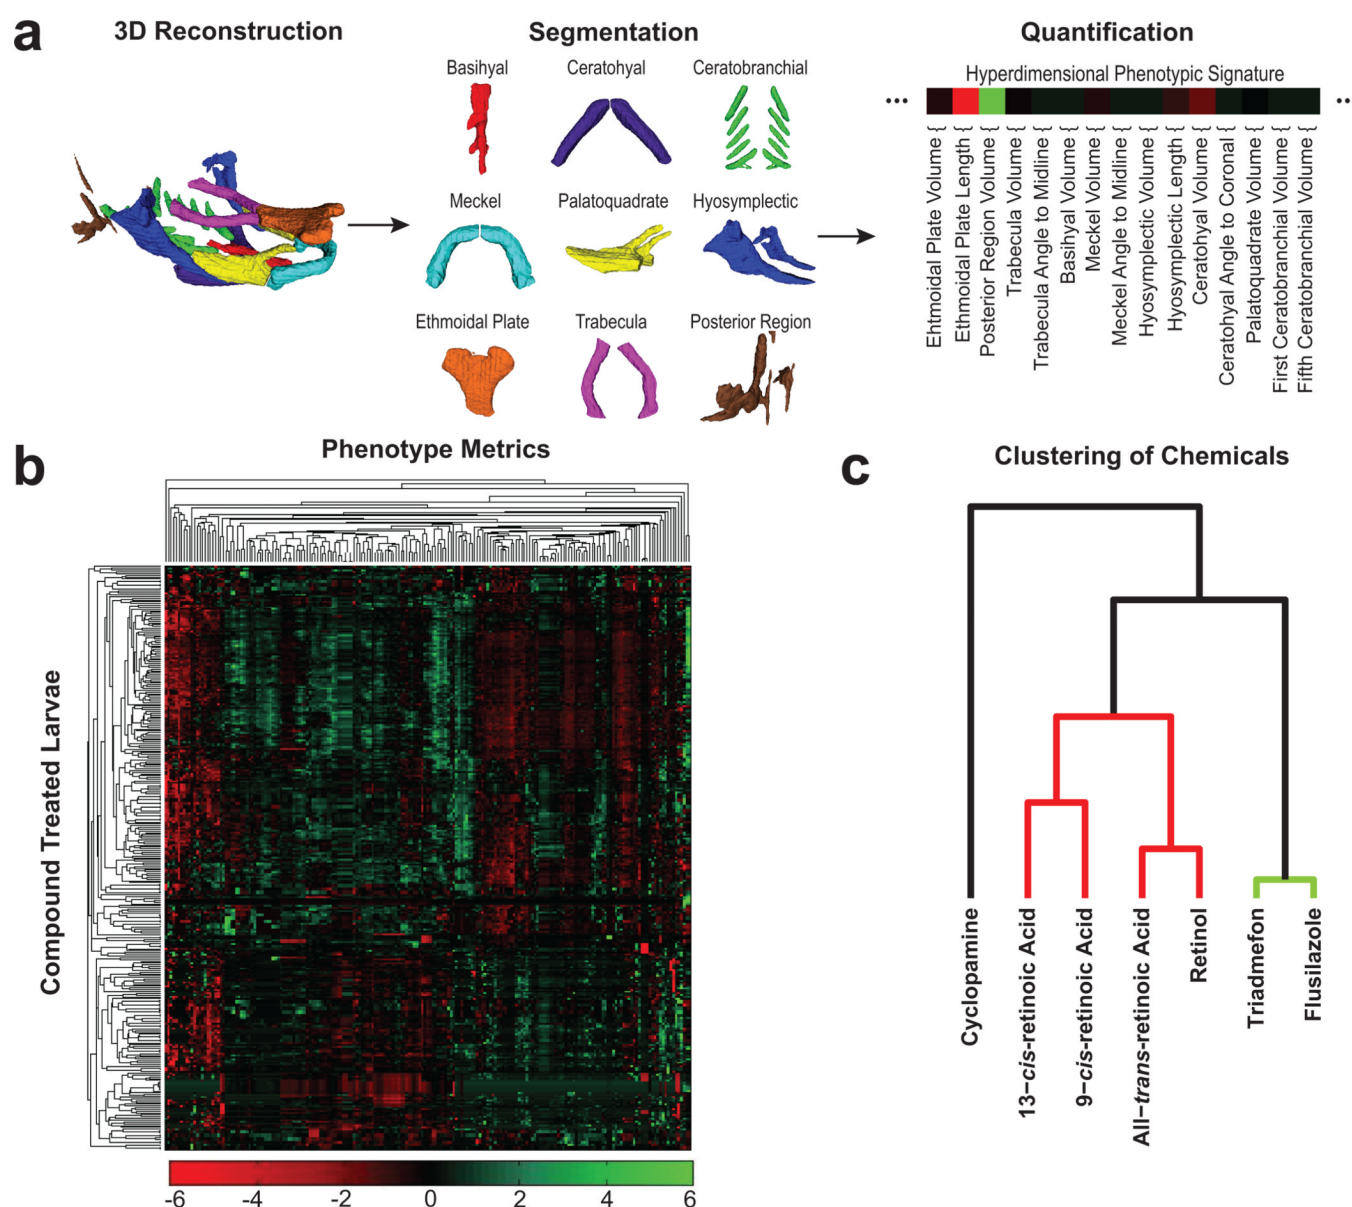 a
3D Reconstruction
Segmentation
Quantification
Basihyal
Ceratohyal
Ceratobranchial
Meckel
Palatoquadrate
Hyosymplectic
Ethmoidal Plate
Trabecula
Posterior Region
Hyperdimensional Phenotypic Signature
...
..
Ehtmoidal Plate Volume {
Ethmoidal Plate Length {
Posterior Region Volume {
Trabecula Volume {
Trabecula Angle to Midline {
Basihyal Volume {
Meckel Volume {
Meckel Angle to Midline {
Hyosymplectic Volume {
Hyosymplectic Length {
Ceratohyal Volume {
Ceratohyal Angle to Coronal {
Palatoquadrate Volume {
First Ceratobranchial Volume {
Fifth Ceratobranchial Volume {
b
Phenotype Metrics
Compound Treated Larvae
-6 -4 -2 0 2 4 6
c
Clustering of Chemicals
Cyclopamine
13–cis-retinoic Acid
9–cis-retinoic Acid
All–trans-retinoic Acid
Retinol
Triadmefon
Flusilazole